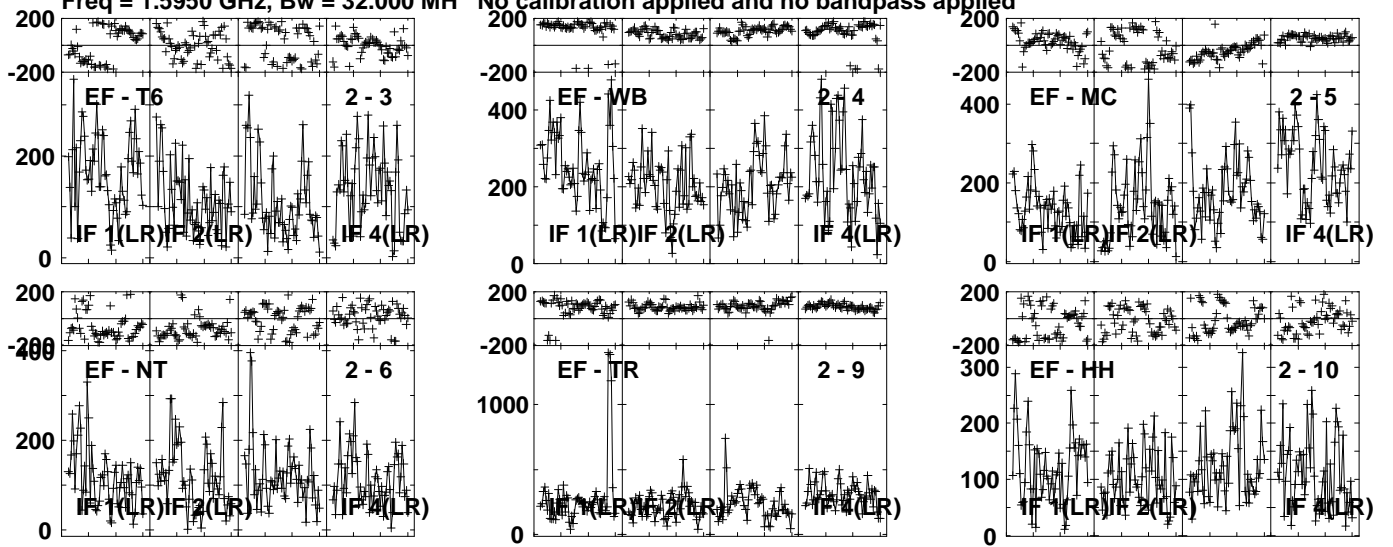 Freq = 1.5950 GHz, Bw = 32.000 MH No calibration applied and no bandpass applied
200
-200
EF - T6 2 - 3
200
0
IF 1(LR) IF 2(LR) IF 4(LR)
200
-200
EF - WB 2 - 4
400
200
0
IF 1(LR) IF 2(LR) IF 4(LR)
200
-200
EF - MC 2 - 5
400
200
0
IF 1(LR) IF 2(LR) IF 4(LR)
200
-200
400
EF - NT 2 - 6
200
0
IF 1(LR) IF 2(LR) IF 4(LR)
200
-200
EF - TR 2 - 9
1000
0
IF 1(LR) IF 2(LR) IF 4(LR)
200
-200
EF - HH 2 - 10
300
200
100
0
IF 1(LR) IF 2(LR) IF 4(LR)